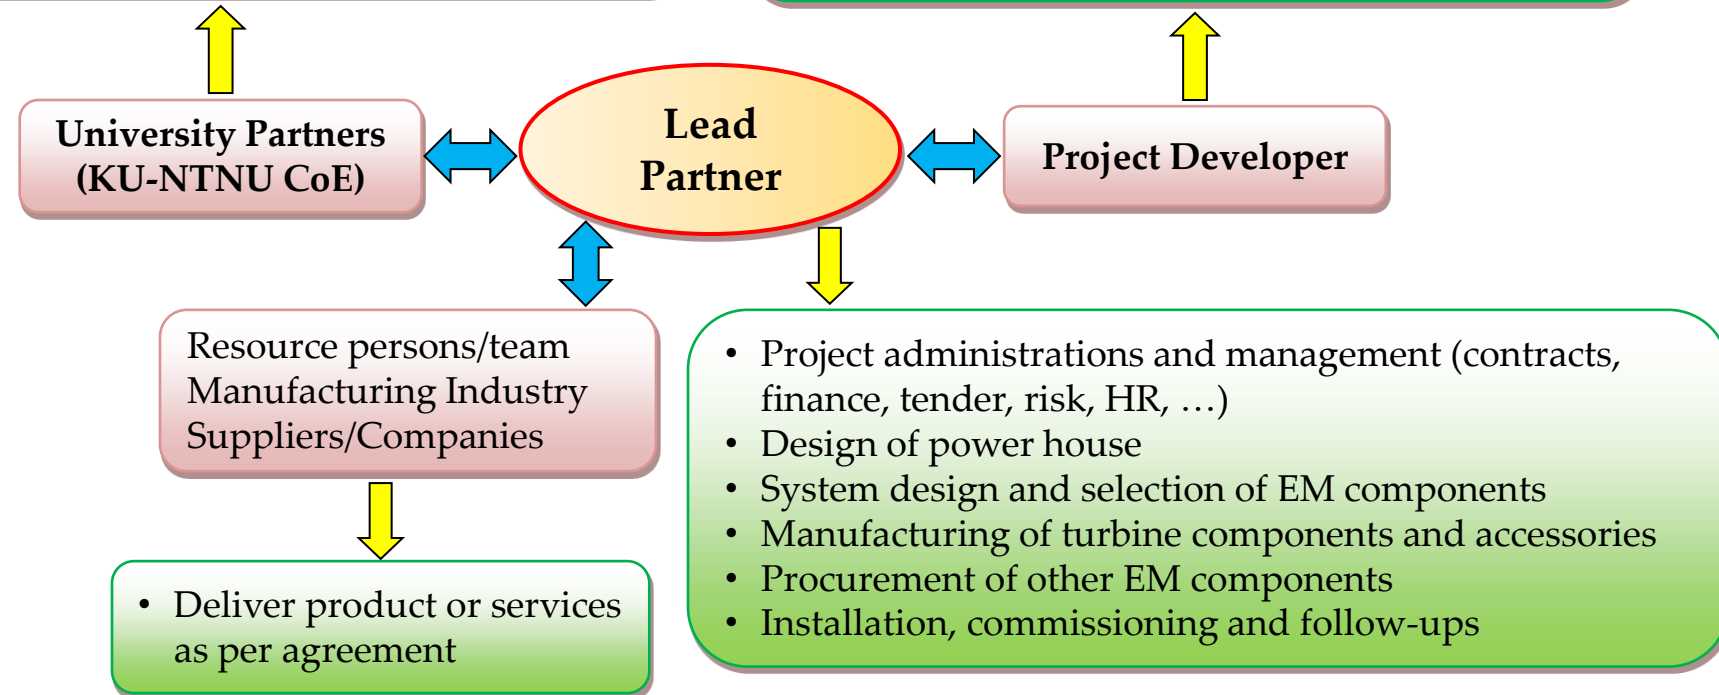 University Partners
(KU-NTNU CoE)
Lead
Partner
Project Developer
Resource persons/team
Manufacturing Industry
Suppliers/Companies
• Project administrations and management (contracts,
finance, tender, risk, HR, …)
• Design of power house
• System design and selection of EM components
• Manufacturing of turbine components and accessories
• Procurement of other EM components
• Installation, commissioning and follow-ups
• Deliver product or services
as per agreement